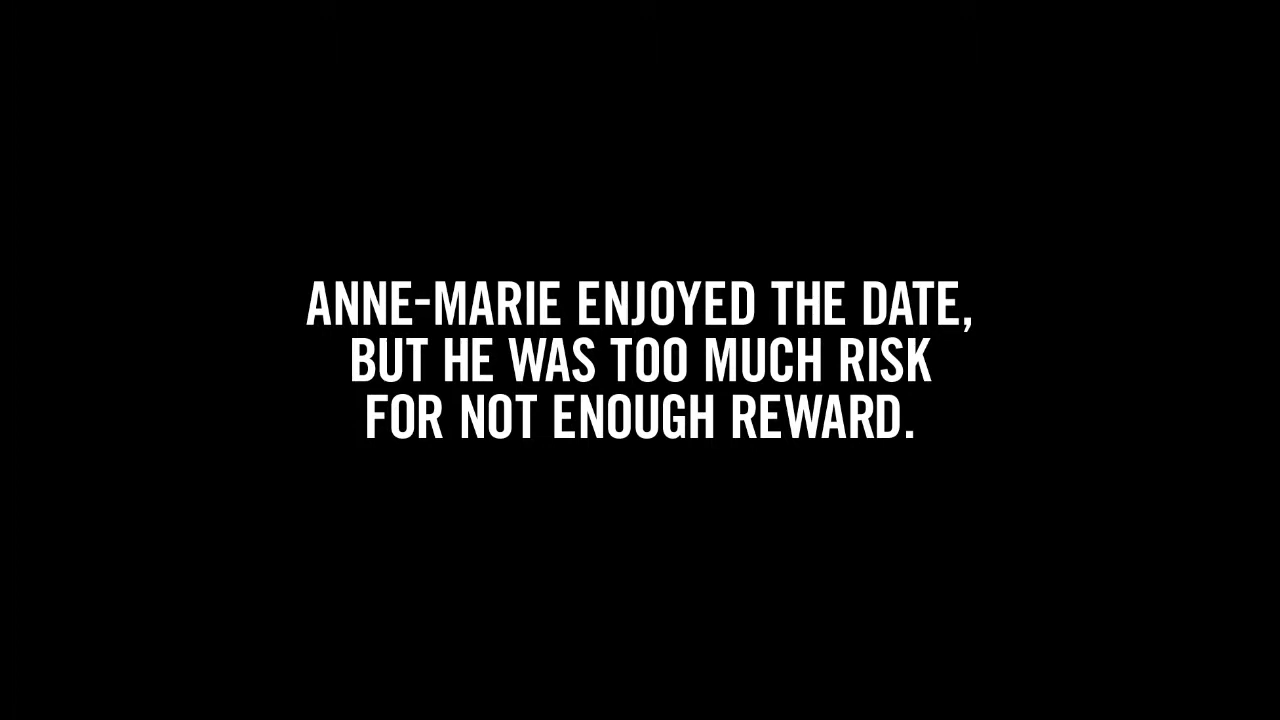 ANNE-MARIE ENJOYED THE DATE,
BUT HE WAS TOO MUCH RISK
FOR NOT ENOUGH REWARD.